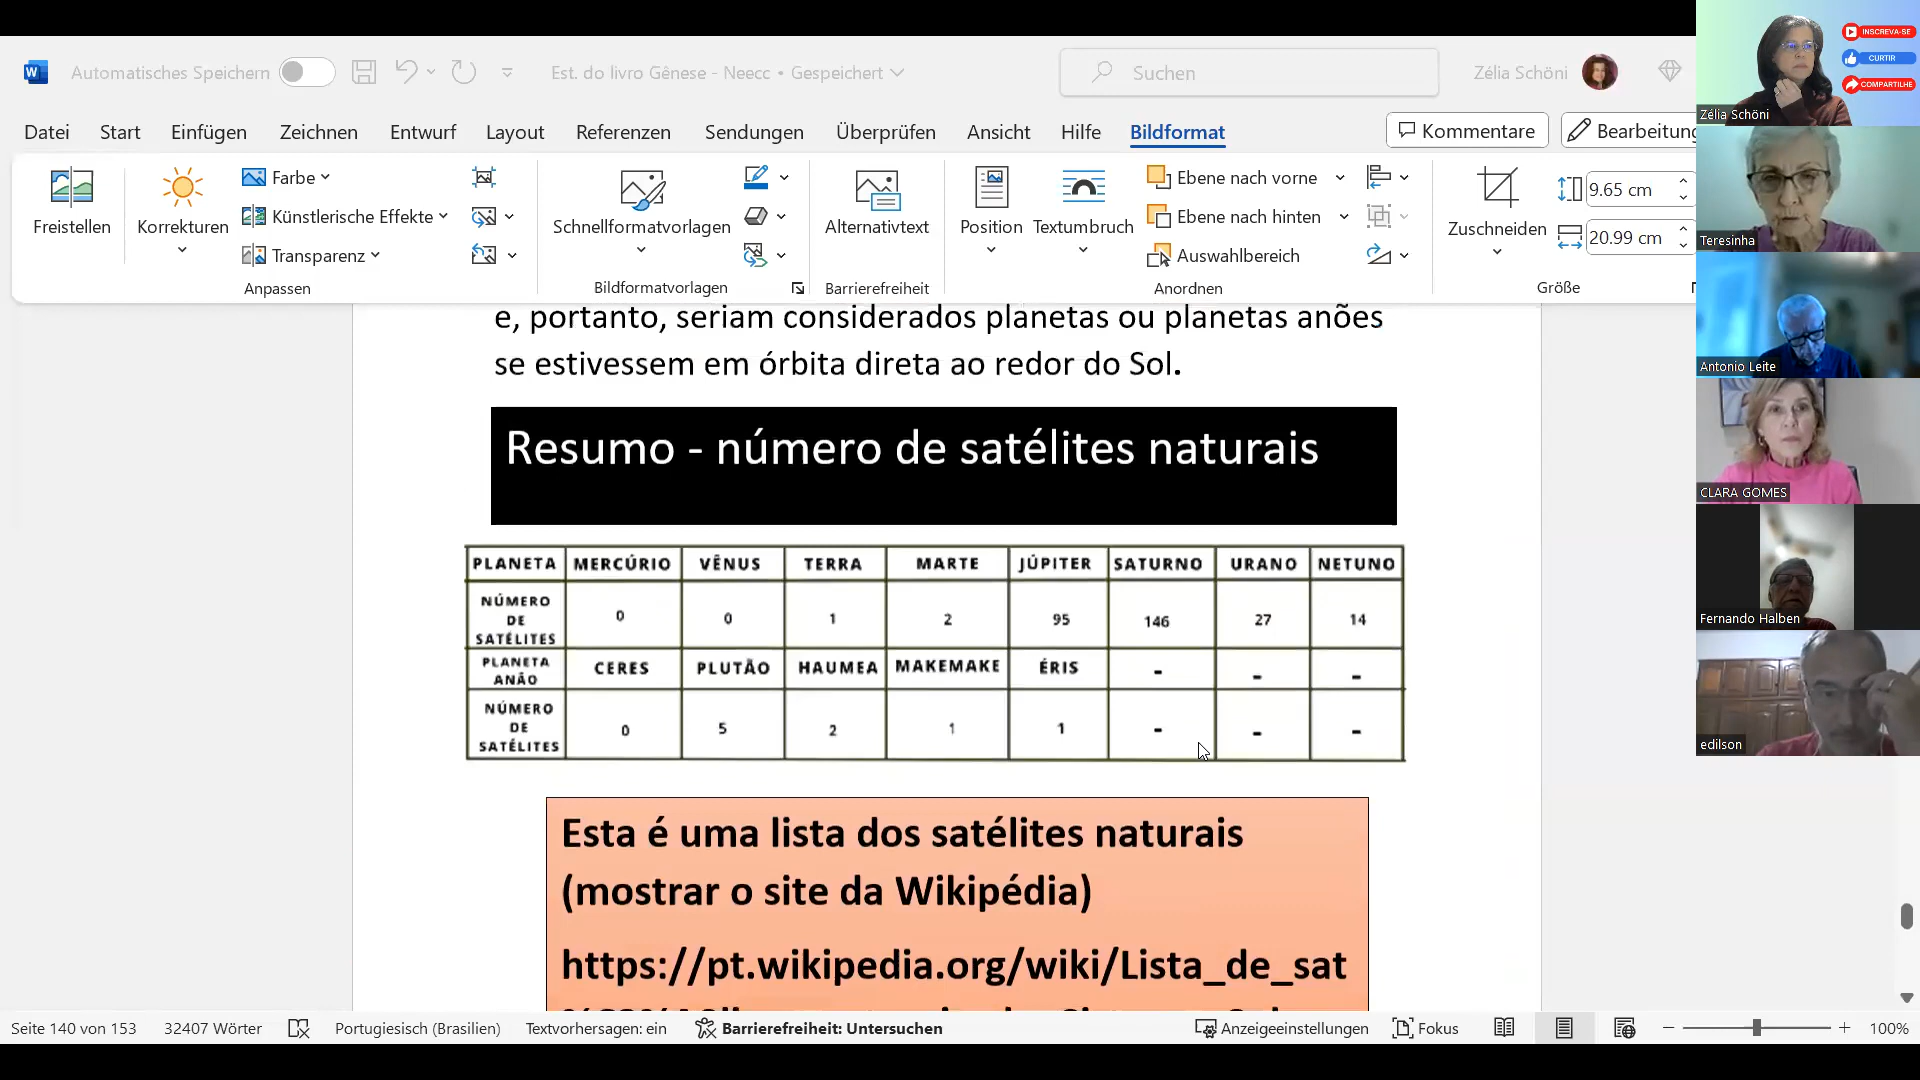 Automatisches Speichern
Est. do livro Gênese - Neecc • Gespeichert
Suchen
Zélia Schöni
Datei Start Einfügen Zeichnen Entwurf Layout Referenzen Sendungen Überprüfen Ansicht Hilfe Bildformat
Kommentare
Bearbeitung
Freistellen
Korrekturen
Farbe
Künstlerische Effekte
Transparenz
Anpassen
Schnellformatvorlagen
Bildformatvorlagen
Alternativtext
Barrierefreiheit
Position
Textumbruch
Ebene nach vorne
Ebene nach hinten
Auswahlbereich
Anordnen
Zuschneiden
9.65 cm
20.99 cm
Größe
e, portanto, seriam considerados planetas ou planetas anões
se estivessem em órbita direta ao redor do Sol.
Resumo - número de satélites naturais
PLANETA MERCÚRIO VÊNUS TERRA MARTE JÚPITER SATURNO URANO NETUNO
NÚMERO DE SATÉLITES 0 0 1 2 95 146 27 14
PLANETA ANÃO CERES PLUTÃO HAUMEA MAKEMAKE ÉRIS - - -
NÚMERO DE SATÉLITES 0 5 2 1 1 - - -
Esta é uma lista dos satélites naturais
(mostrar o site da Wikipédia)
https://pt.wikipedia.org/wiki/Lista_de_sat
Seite 140 von 153
32407 Wörter
Portugiesisch (Brasilien)
Textvorhersagen: ein
Barrierefreiheit: Untersuchen
Anzeigeeinstellungen
Fokus
100%
INSCREVA-SE
CURTIR
COMPARTILHE
Zélia Schöni
Teresinha
Antonio Leite
CLARA GOMES
Fernando Halben
edilson